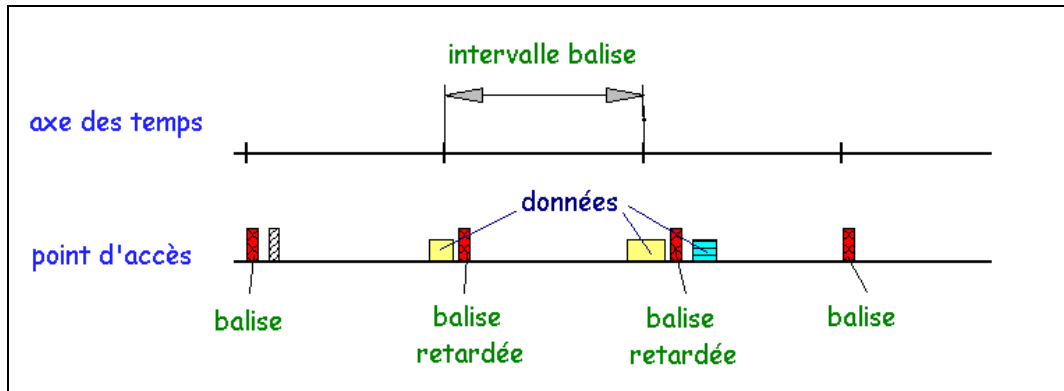 intervalle balise
axe des temps
données
point d'accès
balise
balise
retardée
balise
retardée
balise